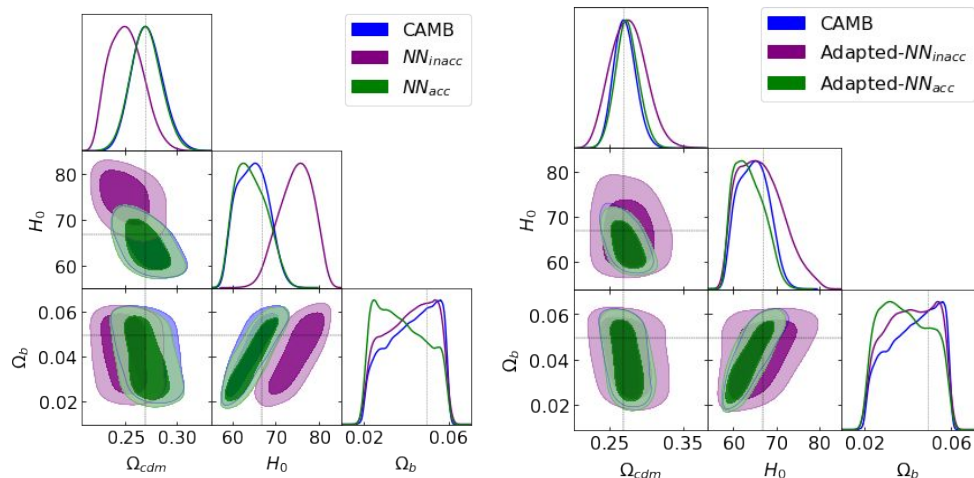 CAMB
NN_inacc
NN_acc
80
70
60
H_0
0.06
0.04
0.02
Ω_b
0.25 0.30
60 70 80
0.02 0.06
Ω_cdm
H_0
Ω_b
CAMB
Adapted-NN_inacc
Adapted-NN_acc
80
70
60
H_0
0.06
0.04
0.02
Ω_b
0.25 0.35
60 70 80
0.02 0.06
Ω_cdm
H_0
Ω_b